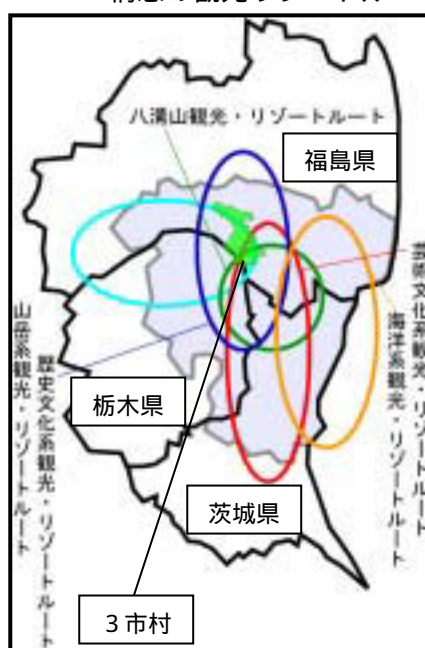 八溝山観光・リゾートルート
福島県
芸術文化系観光・リゾートルート
海洋系観光・リゾートルート
山岳系観光・リゾートルート
歴史文化系観光・リゾートルート
栃木県
茨城県
3市村